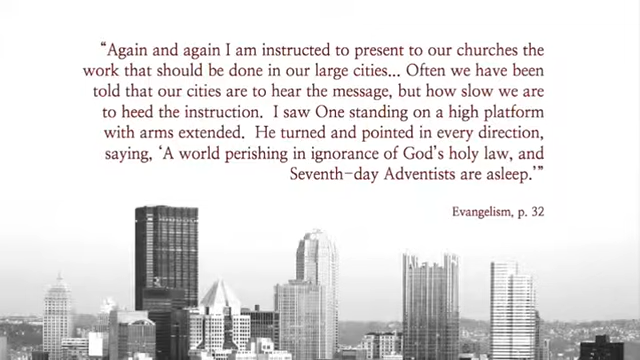 “Again and again I am instructed to present to our churches the
work that should be done in our large cities... Often we have been
told that our cities are to hear the message, but how slow we are
to heed the instruction.  I saw One standing on a high platform
with arms extended.  He turned and pointed in every direction,
saying, ‘A world perishing in ignorance of God’s holy law, and
Seventh-day Adventists are asleep.’”
Evangelism, p. 32